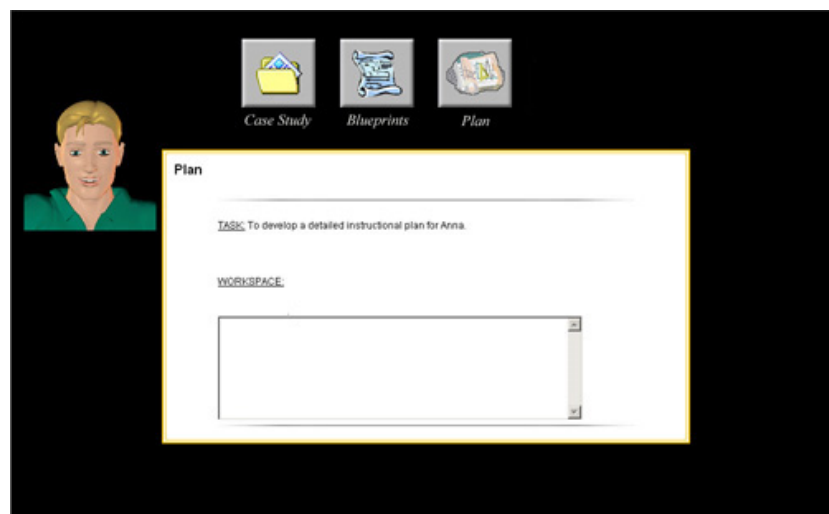 Case Study Blueprints Plan
Plan
TASK: To develop a detailed instructional plan for Anna.
WORKSPACE: